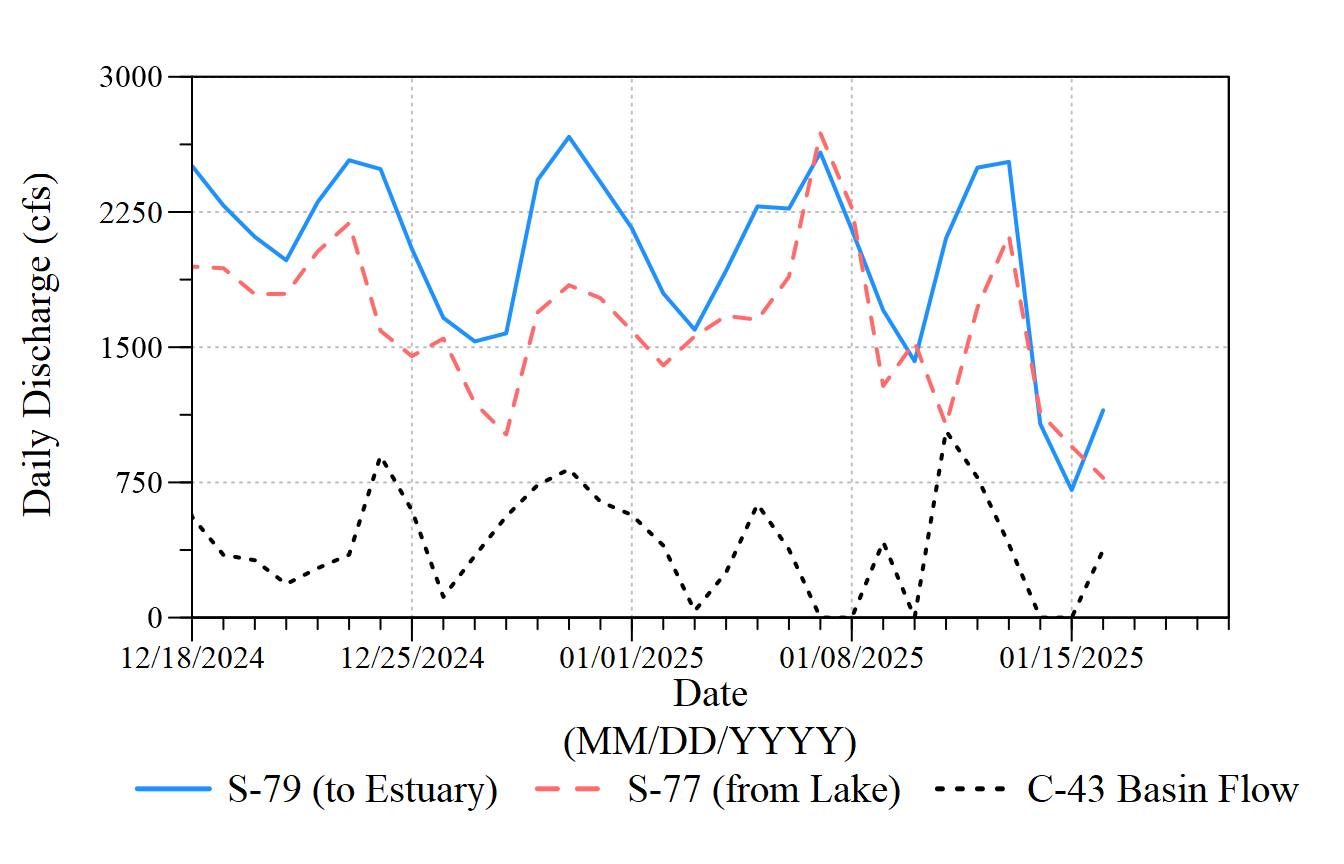 3000
2250
1500
750
0
Daily Discharge (cfs)
12/18/2024 12/25/2024 01/01/2025 01/08/2025 01/15/2025
Date
(MM/DD/YYYY)
S-79 (to Estuary) S-77 (from Lake) C-43 Basin Flow